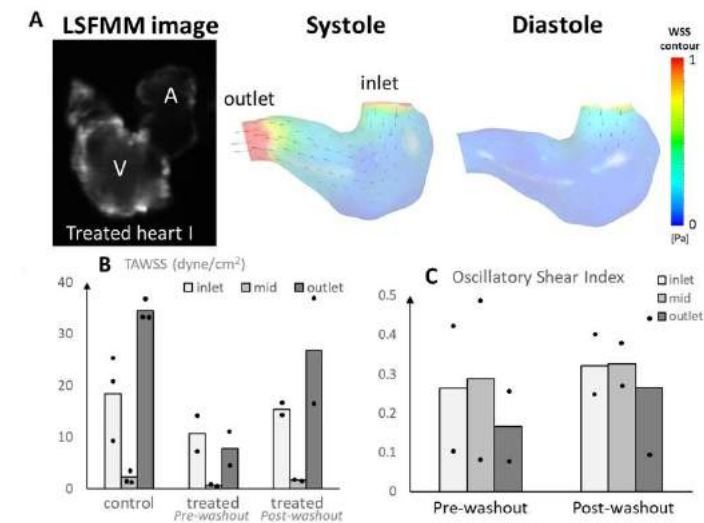 A LSFMM image Systole Diastole
WSS contour
1
0
[Pa]
outlet
inlet
A
V
Treated heart I
B TAWSS (dyne/cm²)
inlet mid outlet
40
30
20
10
0
control treated treated
Pre-washout Post-washout
C Oscillatory Shear Index
inlet
mid
outlet
0.5
0.4
0.3
0.2
0.1
0
Pre-washout Post-washout